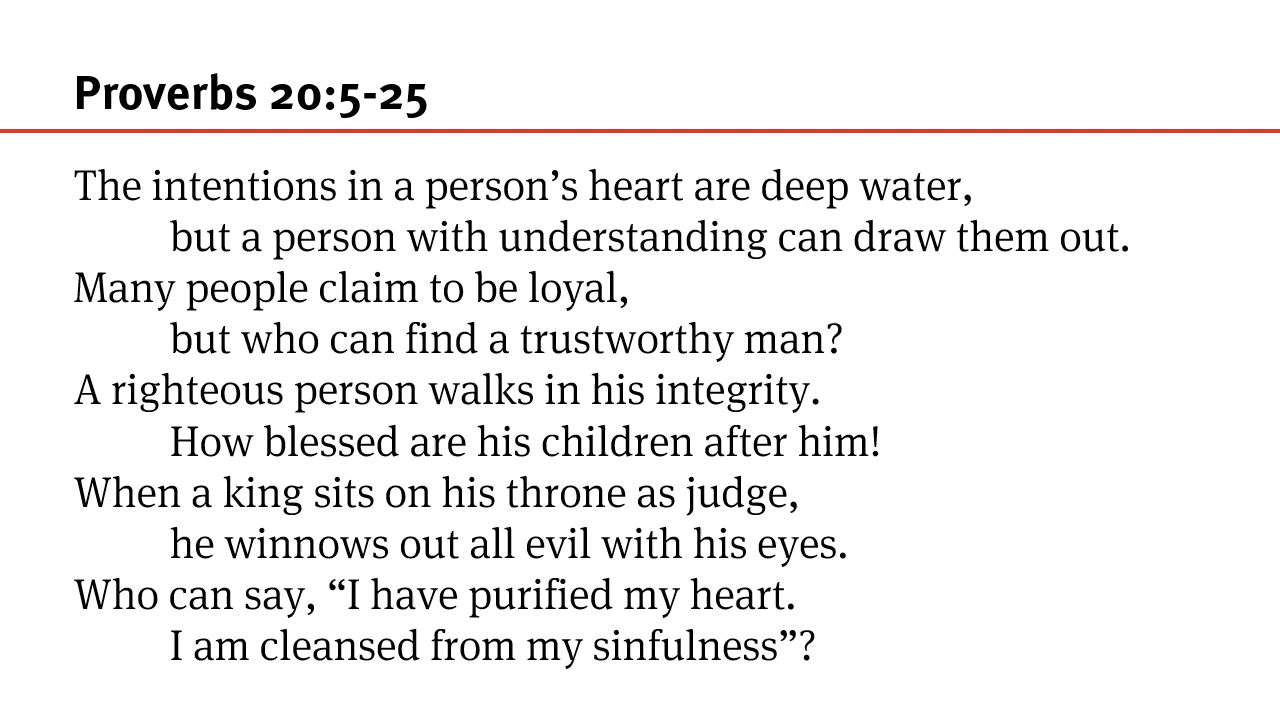 Proverbs 20:5-25
The intentions in a person’s heart are deep water,
but a person with understanding can draw them out.
Many people claim to be loyal,
but who can find a trustworthy man?
A righteous person walks in his integrity.
How blessed are his children after him!
When a king sits on his throne as judge,
he winnows out all evil with his eyes.
Who can say, “I have purified my heart.
I am cleansed from my sinfulness”?